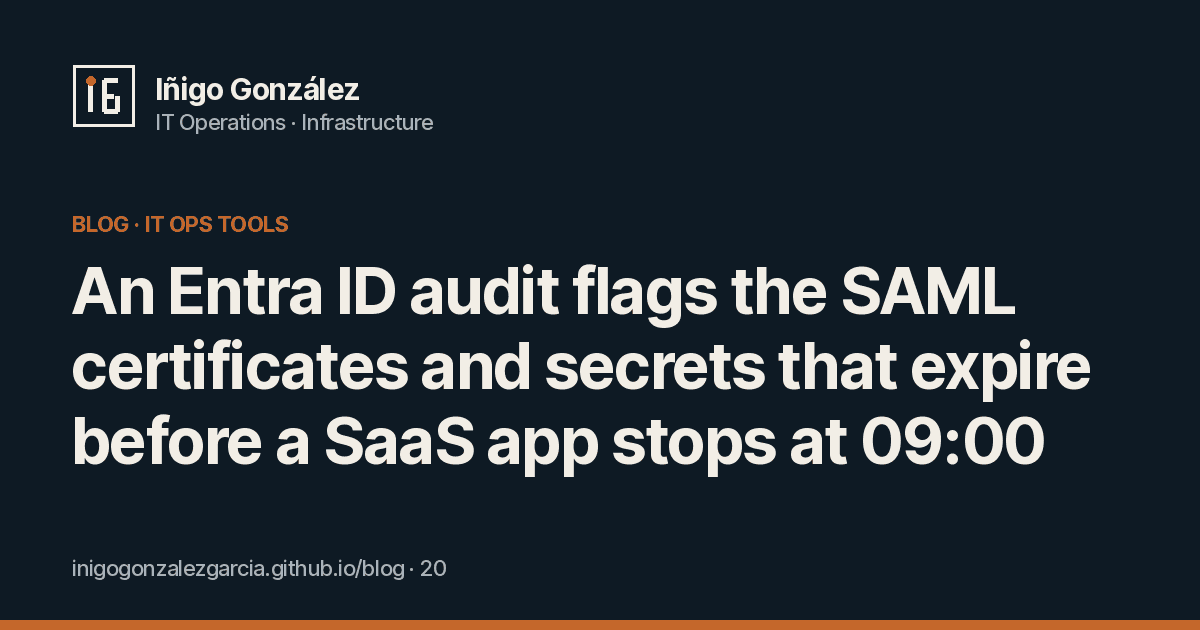 iG
Iñigo González
IT Operations · Infrastructure
BLOG · IT OPS TOOLS
An Entra ID audit flags the SAML
certificates and secrets that expire
before a SaaS app stops at 09:00
inigogonzalezgarcia.github.io/blog · 20